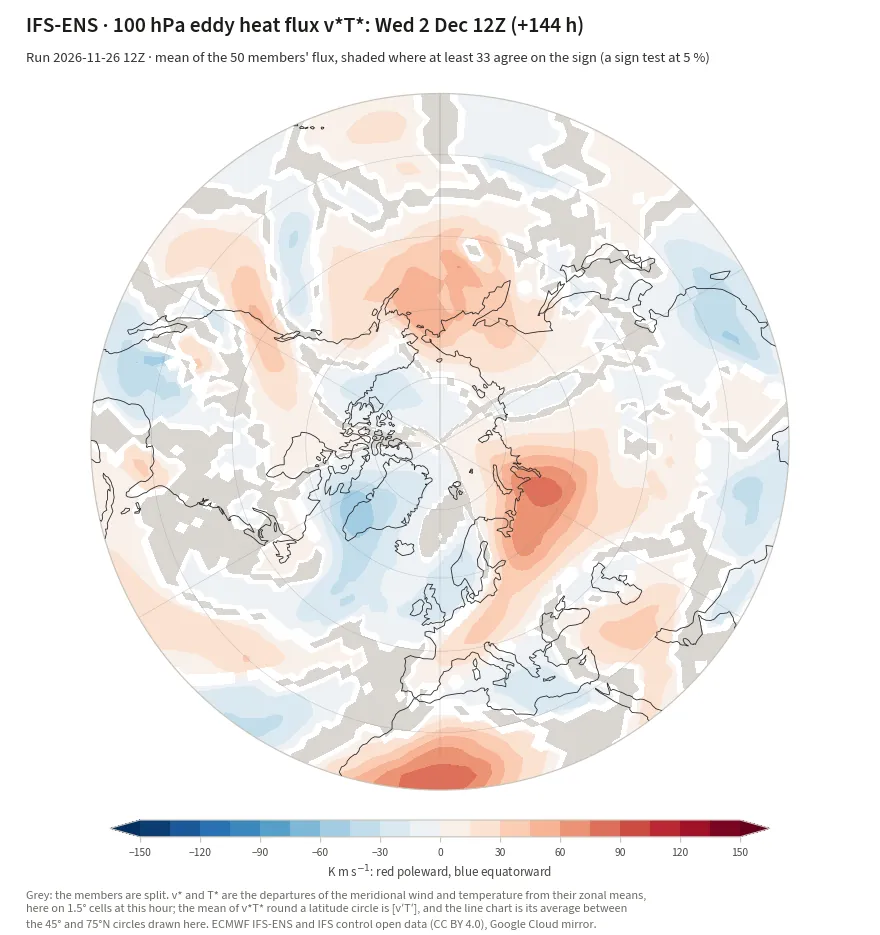 IFS-ENS · 100 hPa eddy heat flux v*T*: Wed 2 Dec 12Z (+144 h)
Run 2026-11-26 12Z · mean of the 50 members' flux, shaded where at least 33 agree on the sign (a sign test at 5 %)
−150 −120 −90 −60 −30 0 30 60 90 120 150
K m s⁻¹: red poleward, blue equatorward
Grey: the members are split. v* and T* are the departures of the meridional wind and temperature from their zonal means,
here on 1.5° cells at this hour; the mean of v*T* round a latitude circle is [v'T'], and the line chart is its average between
the 45° and 75°N circles drawn here. ECMWF IFS-ENS and IFS control open data (CC BY 4.0), Google Cloud mirror.